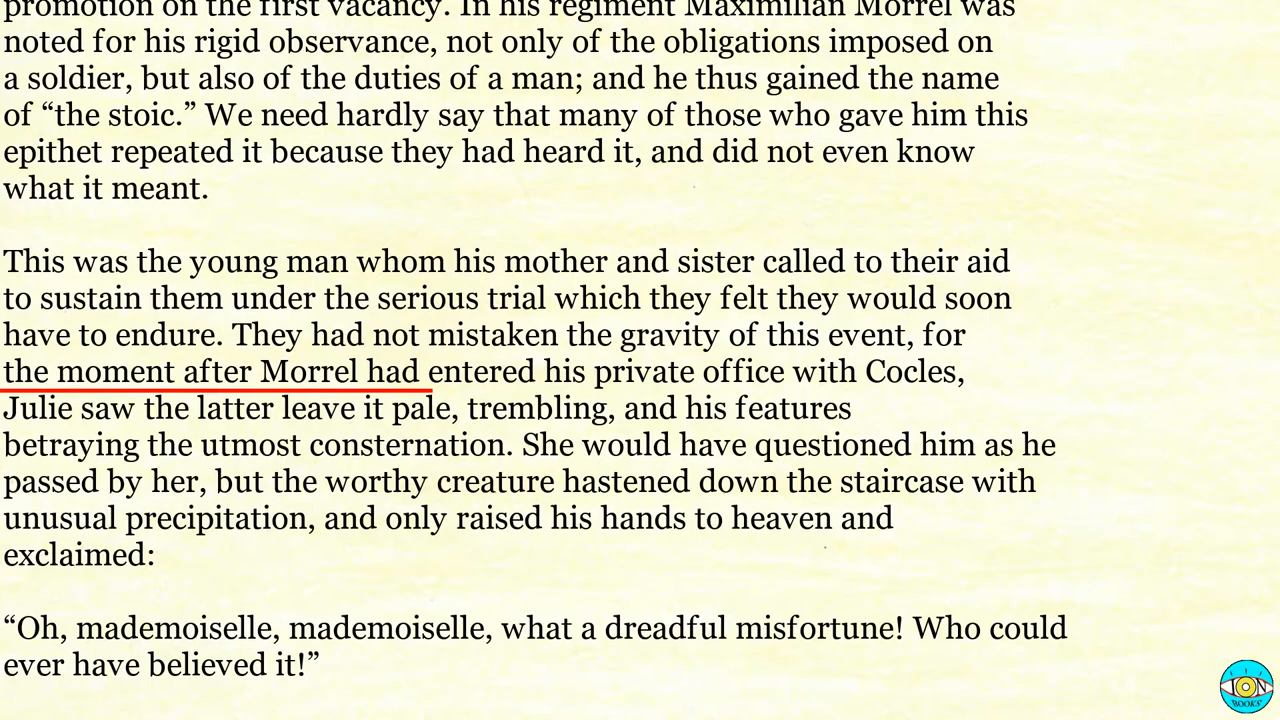 promotion on the first vacancy. In his regiment Maximilian Morrel was
noted for his rigid observance, not only of the obligations imposed on
a soldier, but also of the duties of a man; and he thus gained the name
of “the stoic.” We need hardly say that many of those who gave him this
epithet repeated it because they had heard it, and did not even know
what it meant.
This was the young man whom his mother and sister called to their aid
to sustain them under the serious trial which they felt they would soon
have to endure. They had not mistaken the gravity of this event, for
the moment after Morrel had entered his private office with Cocles,
Julie saw the latter leave it pale, trembling, and his features
betraying the utmost consternation. She would have questioned him as he
passed by her, but the worthy creature hastened down the staircase with
unusual precipitation, and only raised his hands to heaven and
exclaimed:
“Oh, mademoiselle, mademoiselle, what a dreadful misfortune! Who could
ever have believed it!”
ION
BOOKS